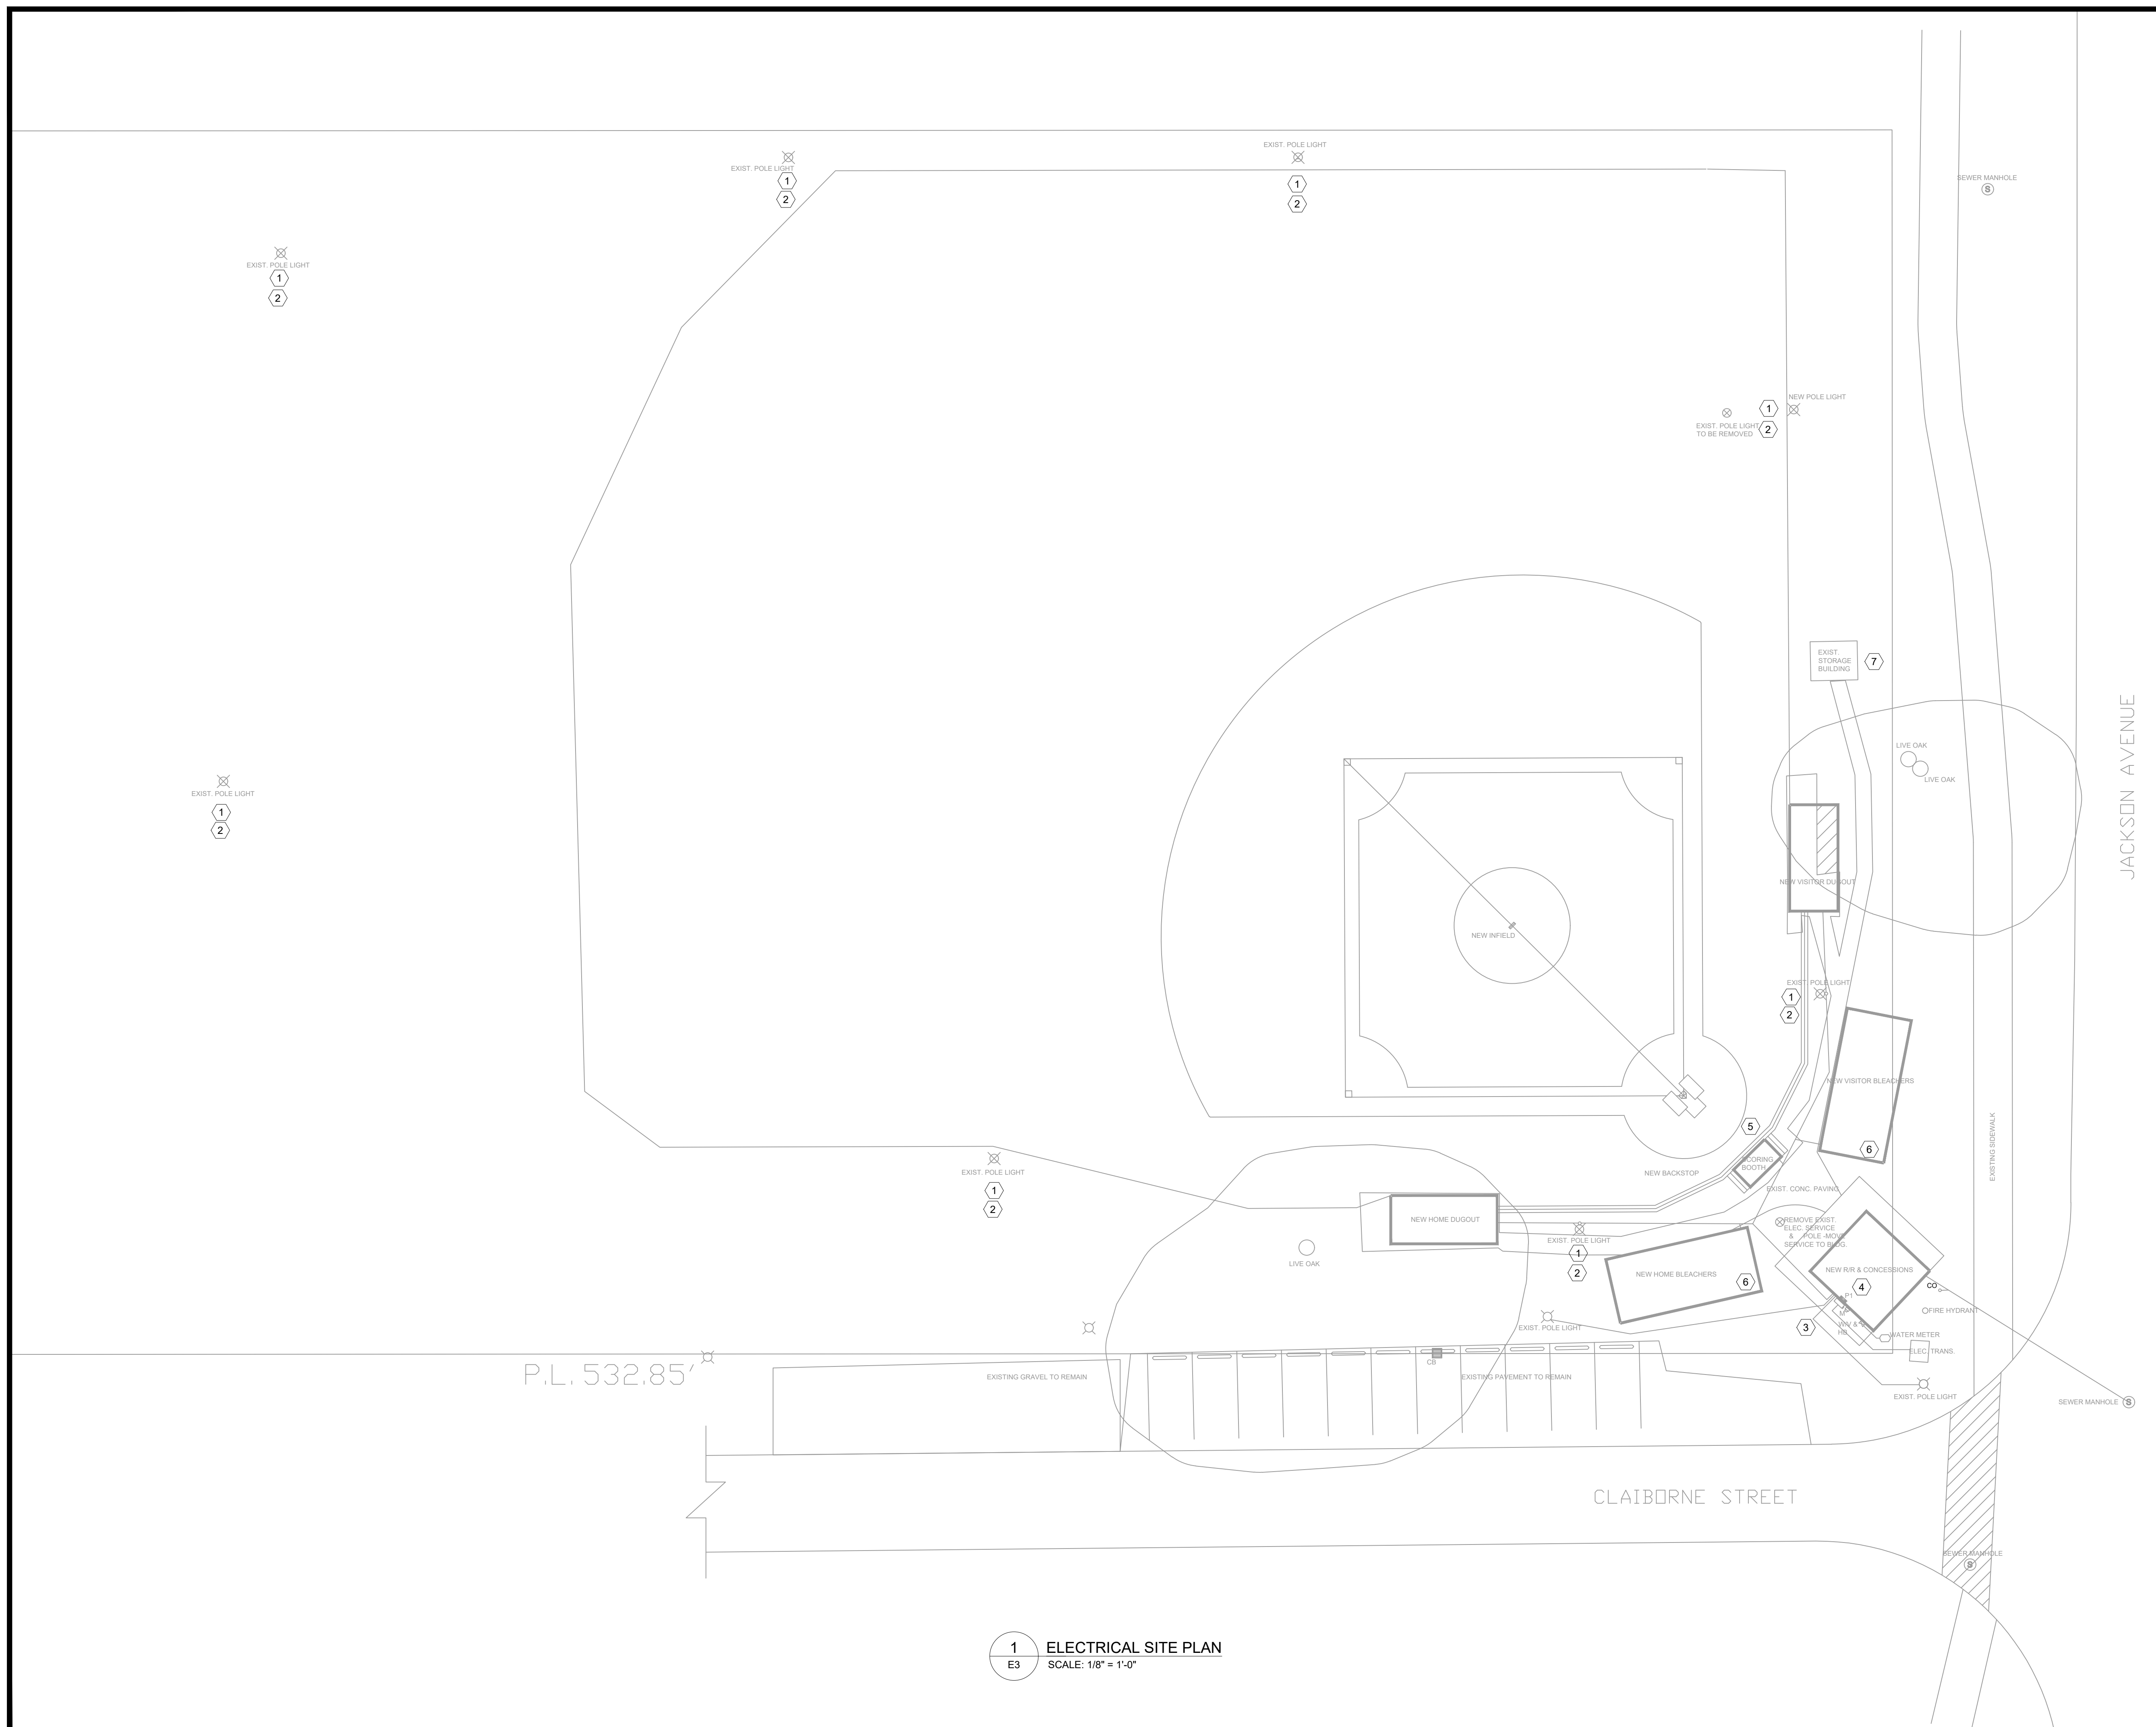 EXIST. POLE LIGHT
SEWER MANHOLE
S
EXIST. POLE LIGHT
1
2
1
2
EXIST. POLE LIGHT
1
2
NEW POLE LIGHT
1
2
EXIST. POLE LIGHT
TO BE REMOVED
EXIST.
STORAGE
BUILDING
7
JACKSON AVENUE
LIVE OAK
LIVE OAK
EXIST. POLE LIGHT
1
2
NEW VISITOR DUGOUT
NEW INFIELD
EXIST. POLE LIGHT
1
2
NEW VISITOR BLEACHERS
5
6
EXISTING SIDEWALK
SCORING
BOOTH
NEW BACKSTOP
EXIST. POLE LIGHT
1
2
EXIST. CONC. PAVING
NEW HOME DUGOUT
REMOVE EXIST.
ELEC. SERVICE
& POLE -MOVE
SERVICE TO BLDG.
EXIST. POLE LIGHT
1
2
LIVE OAK
NEW HOME BLEACHERS
6
NEW R/R & CONCESSIONS
4
CO
P1
M
FIRE HYDRANT
3
WV &
HB
EXIST. POLE LIGHT
WATER METER
ELEC. TRANS.
P.L. 532.85'
CB
EXISTING GRAVEL TO REMAIN
EXISTING PAVEMENT TO REMAIN
EXIST. POLE LIGHT
SEWER MANHOLE
S
CLAIBORNE STREET
SEWER MANHOLE
S
1
E3
ELECTRICAL SITE PLAN
SCALE: 1/8" = 1'-0"